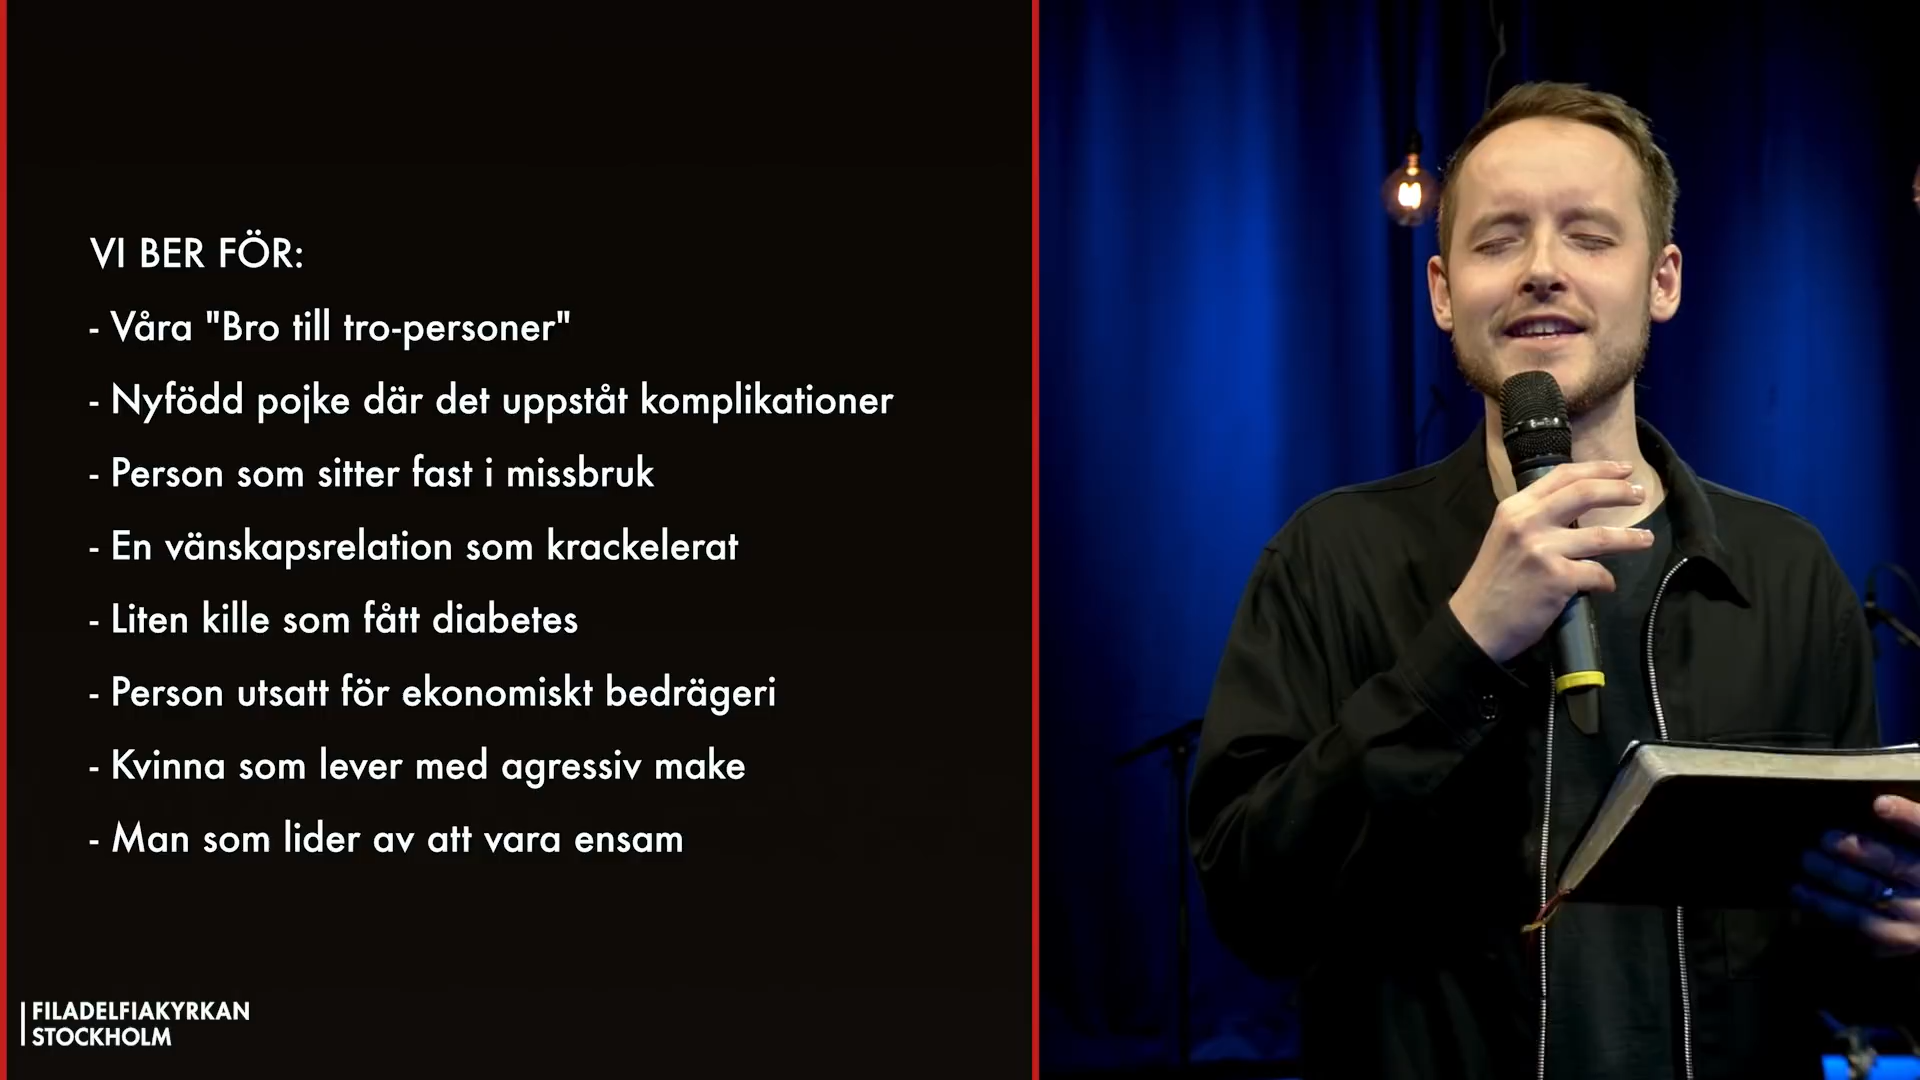 VI BER FÖR:
- Våra "Bro till tro-personer"
- Nyfödd pojke där det uppståt komplikationer
- Person som sitter fast i missbruk
- En vänskapsrelation som krackelerat
- Liten kille som fått diabetes
- Person utsatt för ekonomiskt bedrägeri
- Kvinna som lever med agressiv make
- Man som lider av att vara ensam
FILADELFIAKYRKAN
STOCKHOLM